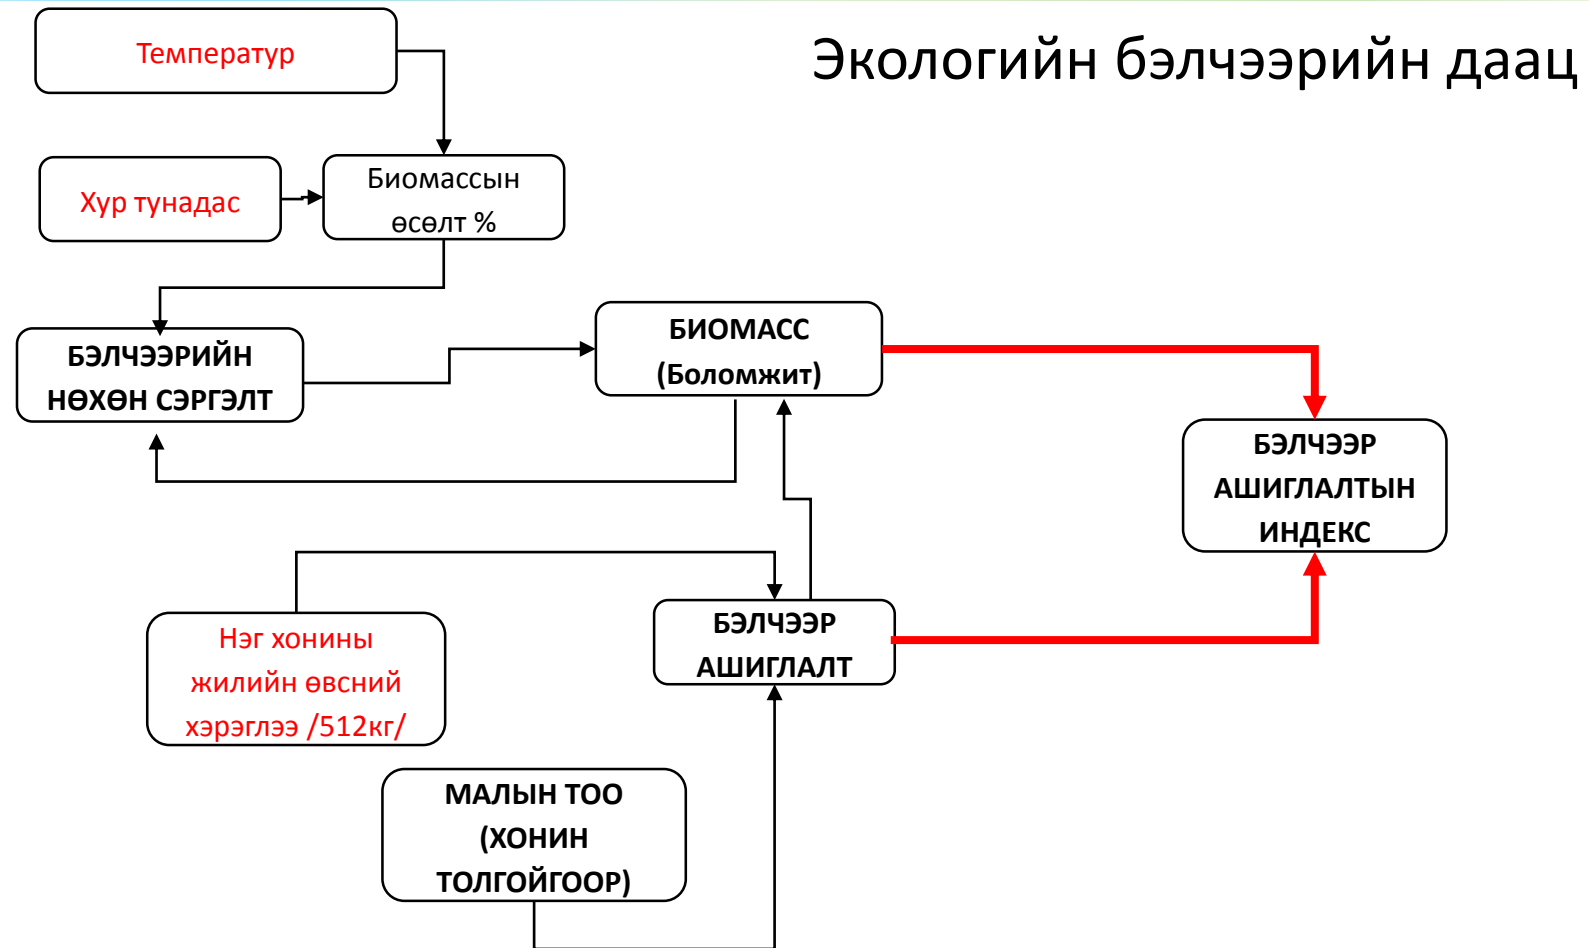 Экологийн бэлчээрийн даац
Температур
Хур тунадас
Биомассын
өсөлт %
БЭЛЧЭЭРИЙН
НӨХӨН СЭРГЭЛТ
БИОМАСС
(Боломжит)
БЭЛЧЭЭР
АШИГЛАЛТЫН
ИНДЕКС
Нэг хонины
жилийн өвсний
хэрэглээ /512кг/
БЭЛЧЭЭР
АШИГЛАЛТ
МАЛЫН ТОО
(ХОНИН
ТОЛГОЙГООР)